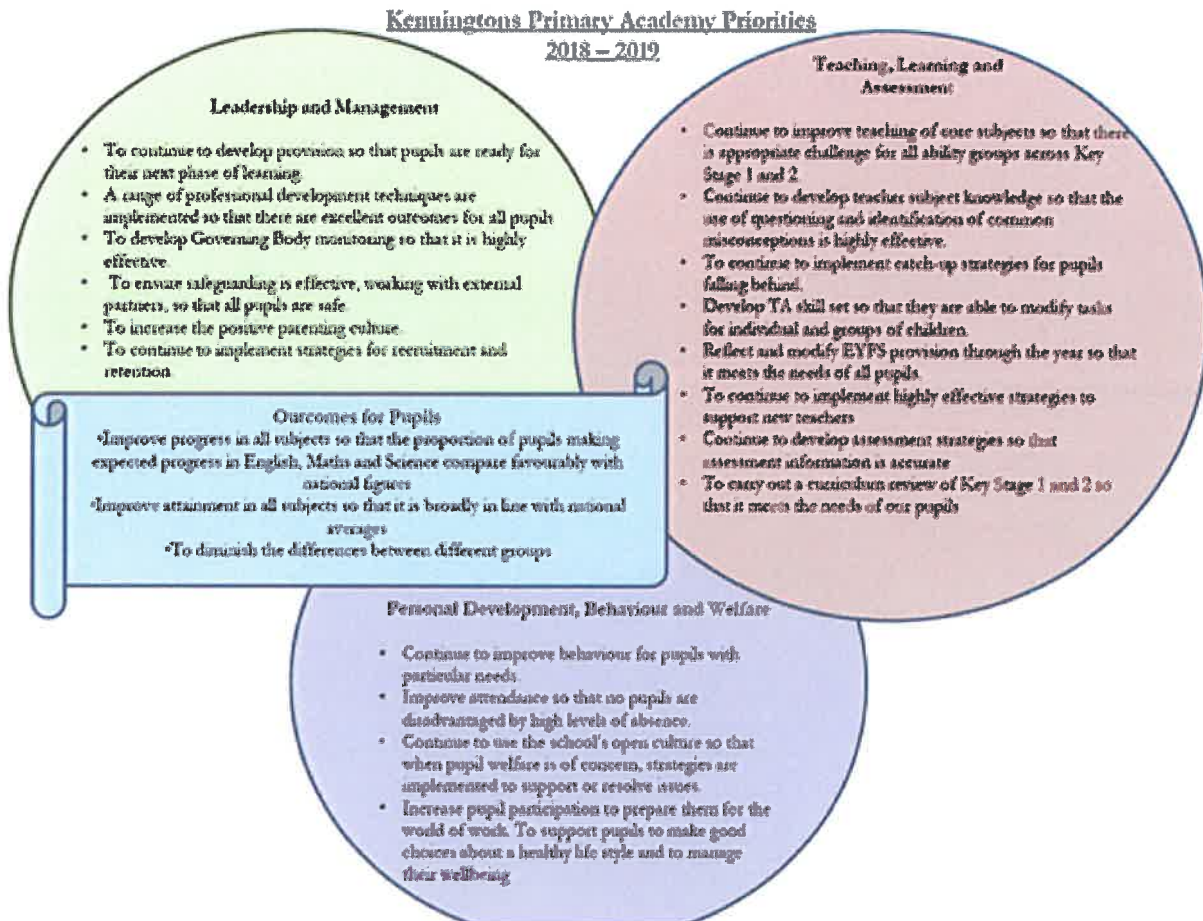 Kenningtons Primary Academy Priorities
2018 – 2019
Leadership and Management
• To continue to develop provision so that pupils are ready for
their next phase of learning.
• A range of professional development techniques are
implemented so that there are excellent outcomes for all pupils
• To develop Governing Body monitoring so that it is highly
effective.
• To ensure safeguarding is effective, working with external
partners, so that all pupils are safe.
• To increase the positive parenting culture.
• To continue to implement strategies for recruitment and
retention
Teaching, Learning and
Assessment
• Continue to improve teaching of core subjects so that there
is appropriate challenge for all ability groups across Key
Stage 1 and 2.
• Continue to develop teacher subject knowledge so that the
use of questioning and identification of common
misconceptions is highly effective.
• To continue to implement catch-up strategies for pupils
falling behind.
• Develop TA skill set so that they are able to modify tasks
for individual and groups of children.
• Reflect and modify EYFS provision through the year so that
it meets the needs of all pupils.
• To continue to implement highly effective strategies to
support new teachers
• Continue to develop assessment strategies so that
assessment information is accurate
• To carry out a curriculum review of Key Stage 1 and 2 so
that it meets the needs of our pupils
Outcomes for Pupils
•Improve progress in all subjects so that the proportion of pupils making
expected progress in English, Maths and Science compare favourably with
national figures
•Improve attainment in all subjects so that it is broadly in line with national
averages
•To diminish the differences between different groups
Personal Development, Behaviour and Welfare
• Continue to improve behaviour for pupils with
particular needs.
• Improve attendance so that no pupils are
disadvantaged by high levels of absence.
• Continue to use the school's open culture so that
when pupil welfare is of concern, strategies are
implemented to support or resolve issues.
• Increase pupil participation to prepare them for the
world of work. To support pupils to make good
choices about a healthy life style and to manage
their wellbeing